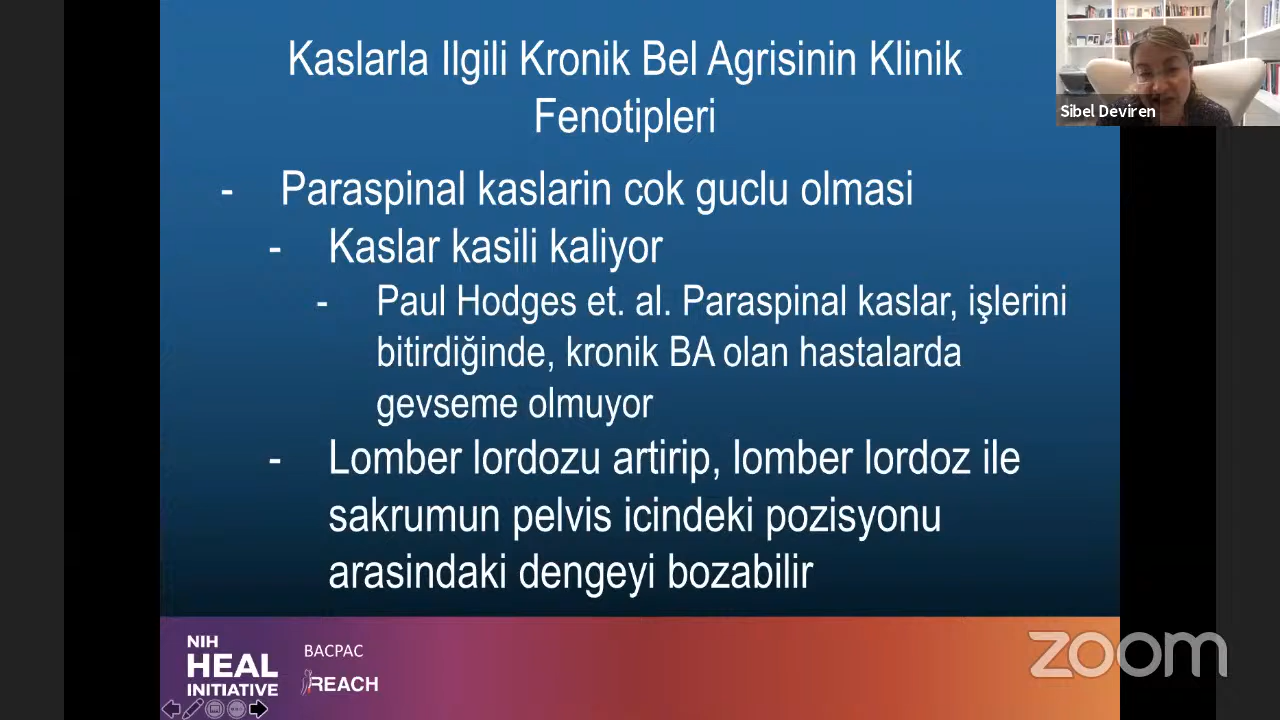 Kaslarla Ilgili Kronik Bel Agrisinin Klinik
Fenotipleri
- Paraspinal kaslarin cok guclu olmasi
- Kaslar kasili kaliyor
- Paul Hodges et. al. Paraspinal kaslar, işlerini
bitirdiğinde, kronik BA olan hastalarda
gevseme olmuyor
- Lomber lordozu artirip, lomber lordoz ile
sakrumun pelvis icindeki pozisyonu
arasindaki dengeyi bozabilir
Sibel Deviren
NIH
HEAL
INITIATIVE
BACPAC
REACH
zoom